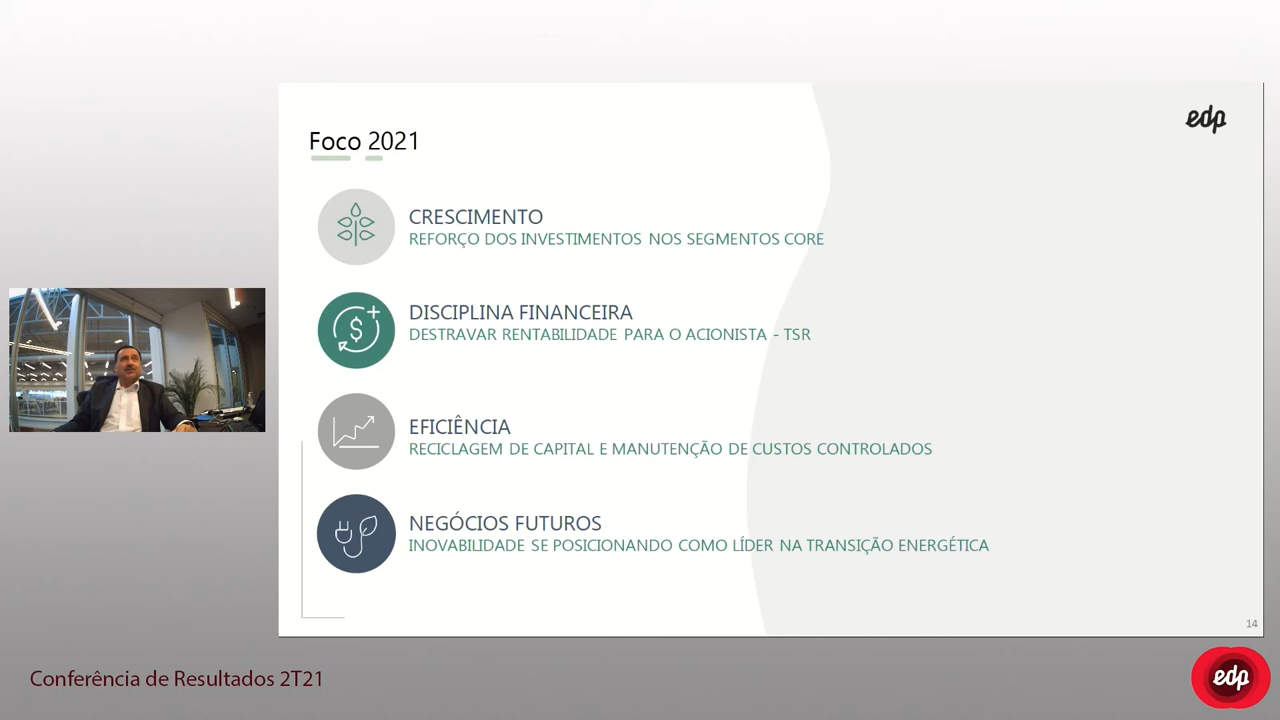 edp
Foco 2021
CRESCIMENTO
REFORÇO DOS INVESTIMENTOS NOS SEGMENTOS CORE
DISCIPLINA FINANCEIRA
DESTRAVAR RENTABILIDADE PARA O ACIONISTA - TSR
EFICIÊNCIA
RECICLAGEM DE CAPITAL E MANUTENÇÃO DE CUSTOS CONTROLADOS
NEGÓCIOS FUTUROS
INOVABILIDADE SE POSICIONANDO COMO LÍDER NA TRANSIÇÃO ENERGÉTICA
14
Conferência de Resultados 2T21
edp